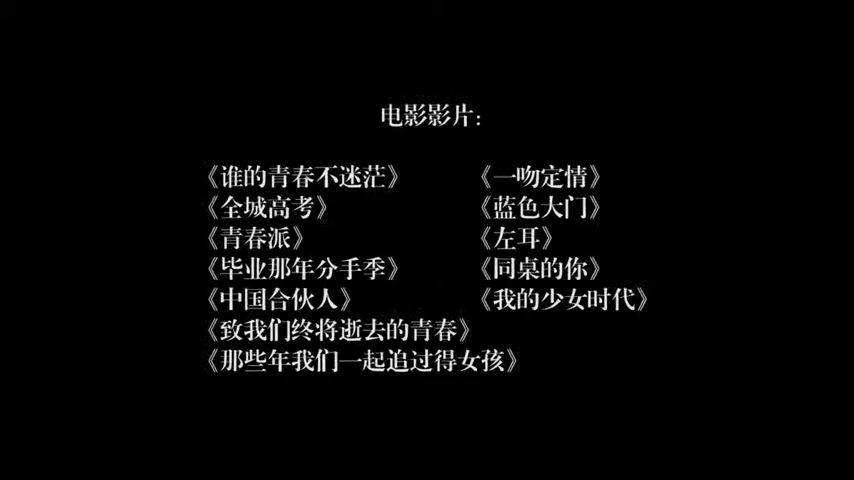 电影影片:
《谁的青春不迷茫》 《一吻定情》
《全城高考》 《蓝色大门》
《青春派》 《左耳》
《毕业那年分手季》 《同桌的你》
《中国合伙人》 《我的少女时代》
《致我们终将逝去的青春》
《那些年我们一起追过得女孩》